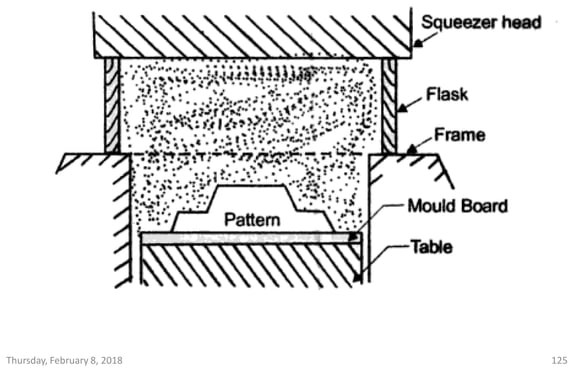 Squeezer head
Flask
Frame
Pattern
Mould Board
Table
Thursday, February 8, 2018
125